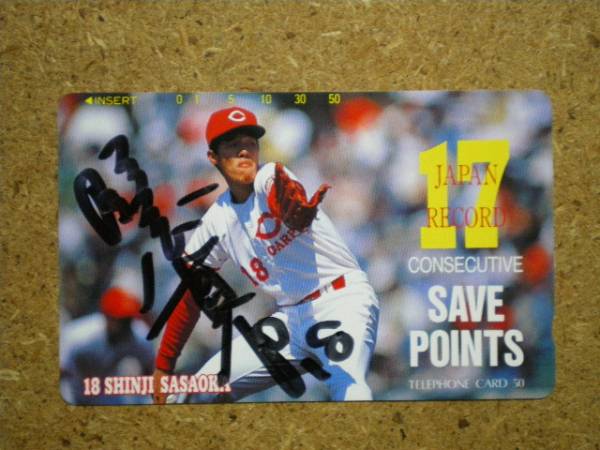 ◀INSERT 0 1 5 10 30 50
17
JAPAN
RECORD
CONSECUTIVE
SAVE
POINTS
TELEPHONE CARD 50
C
CARP
18
18 SHINJI SASAOKA